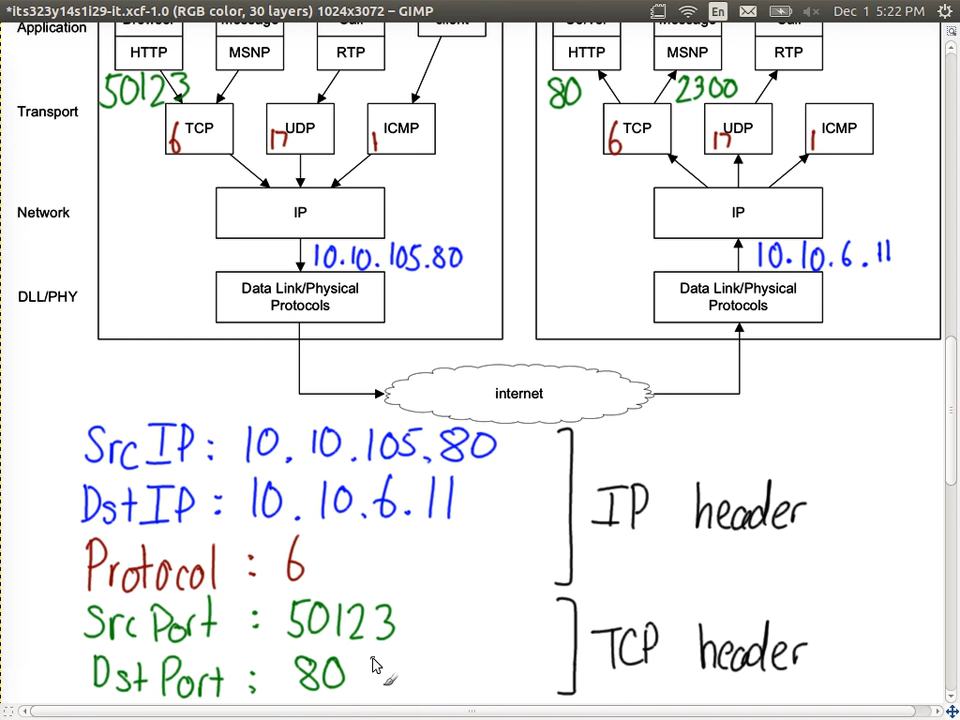 *its323y14s1l29-it.xcf-1.0 (RGB color, 30 layers) 1024x3072 – GIMP
En
Dec 1 5:22 PM
Application
HTTP MSNP RTP HTTP MSNP RTP
50123 80 2300
Transport
TCP UDP ICMP TCP UDP ICMP
6 17 1 6 17 1
Network
IP IP
10.10.105.80 10.10.6.11
DLL/PHY
Data Link/Physical Data Link/Physical
Protocols Protocols
internet
Src IP: 10.10.105.80
Dst IP: 10.10.6.11
IP header
Protocol : 6
Src Port : 50123
TCP header
Dst Port : 80